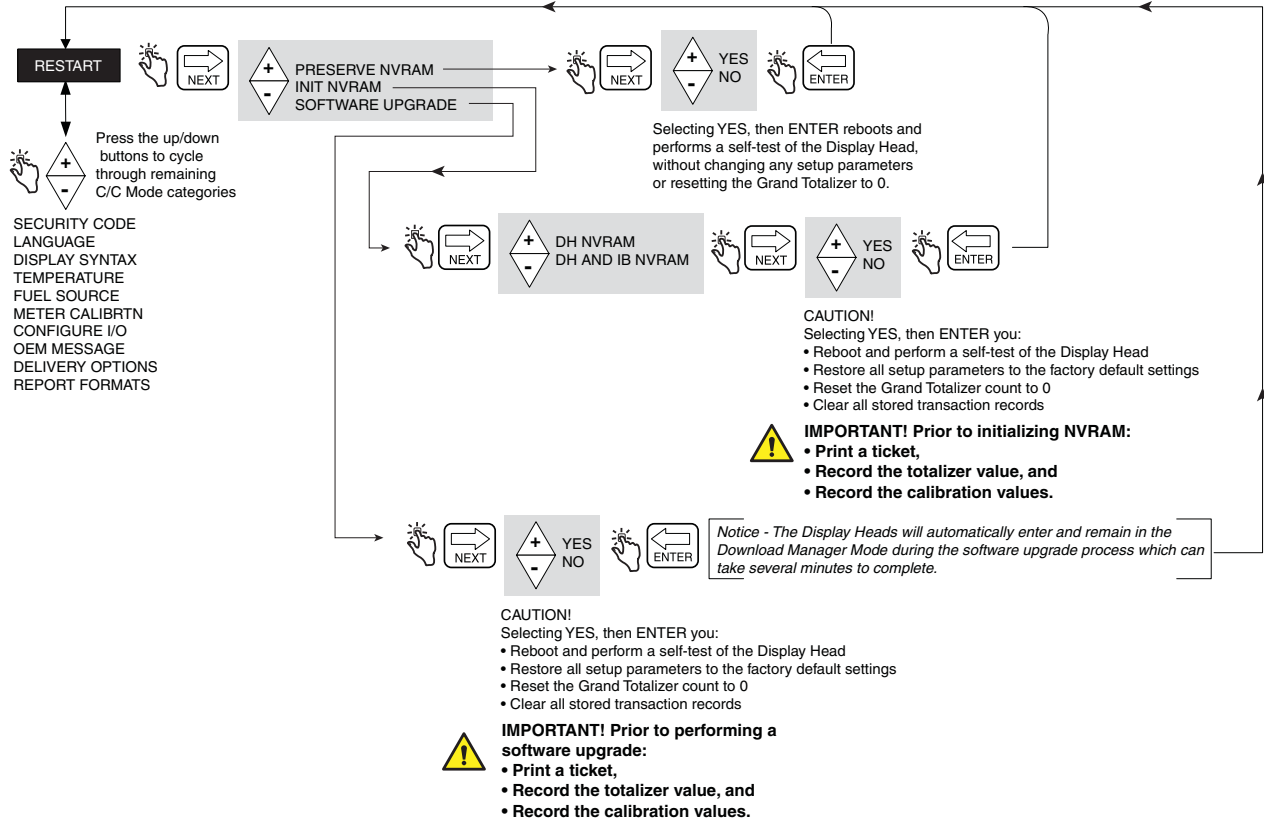 RESTART
NEXT
+
-
PRESERVE NVRAM
INIT NVRAM
SOFTWARE UPGRADE
NEXT
+
-
YES
NO
ENTER
Selecting YES, then ENTER reboots and
performs a self-test of the Display Head,
without changing any setup parameters
or resetting the Grand Totalizer to 0.
Press the up/down
buttons to cycle
through remaining
C/C Mode categories
+
-
SECURITY CODE
LANGUAGE
DISPLAY SYNTAX
TEMPERATURE
FUEL SOURCE
METER CALIBRTN
CONFIGURE I/O
OEM MESSAGE
DELIVERY OPTIONS
REPORT FORMATS
NEXT
+
-
DH NVRAM
DH AND IB NVRAM
NEXT
+
-
YES
NO
ENTER
CAUTION!
Selecting YES, then ENTER you:
• Reboot and perform a self-test of the Display Head
• Restore all setup parameters to the factory default settings
• Reset the Grand Totalizer count to 0
• Clear all stored transaction records
IMPORTANT! Prior to initializing NVRAM:
• Print a ticket,
• Record the totalizer value, and
• Record the calibration values.
NEXT
+
-
YES
NO
ENTER
Notice - The Display Heads will automatically enter and remain in the
Download Manager Mode during the software upgrade process which can
take several minutes to complete.
CAUTION!
Selecting YES, then ENTER you:
• Reboot and perform a self-test of the Display Head
• Restore all setup parameters to the factory default settings
• Reset the Grand Totalizer count to 0
• Clear all stored transaction records
IMPORTANT! Prior to performing a
software upgrade:
• Print a ticket,
• Record the totalizer value, and
• Record the calibration values.